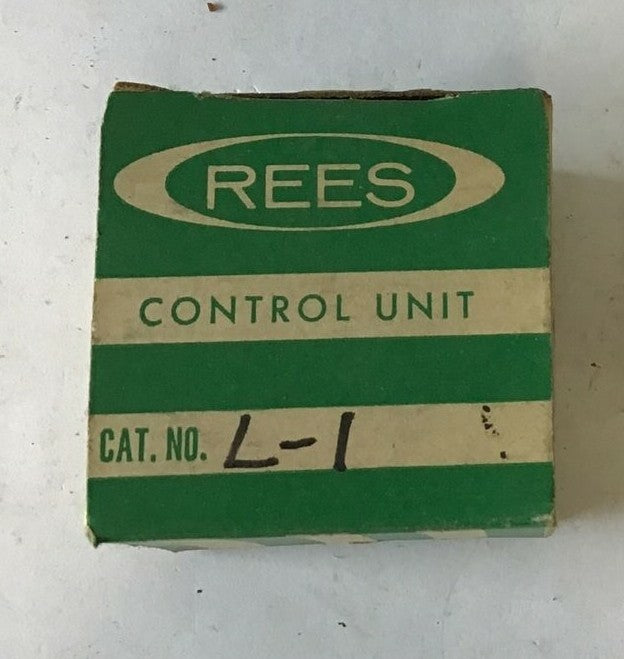 REES
CONTROL UNIT
CAT. NO. L-1